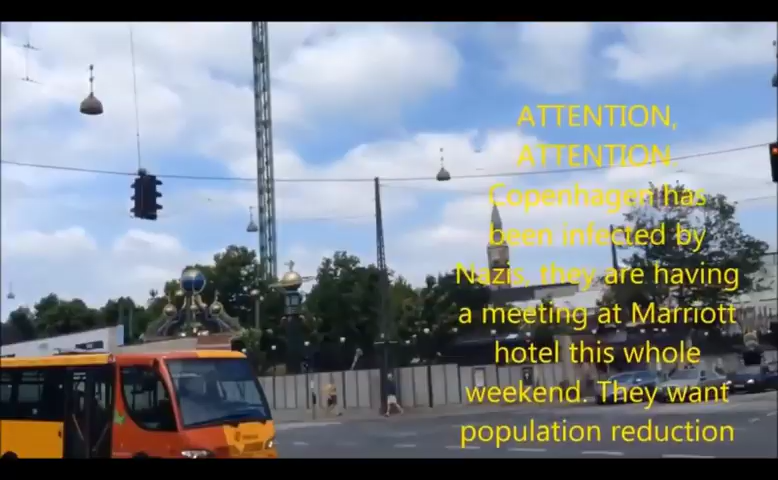 ATTENTION,
ATTENTION,
Copenhagen has
been infected by
Nazis, they are having
a meeting at Marriott
hotel this whole
weekend. They want
population reduction